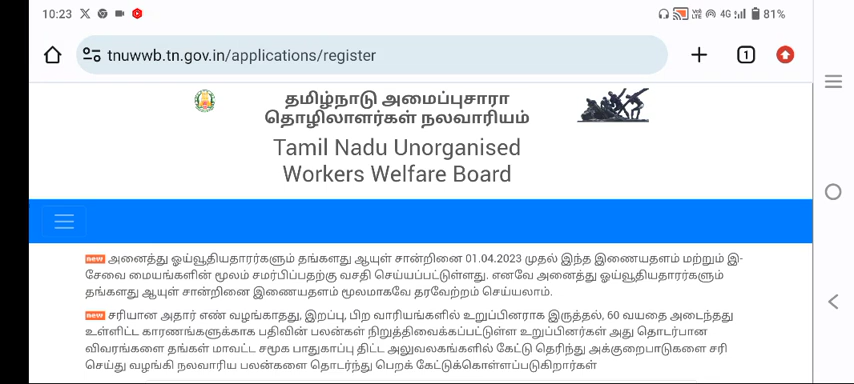 10:23 4G 81%
tnuwwb.tn.gov.in/applications/register 1
தமிழ்நாடு அமைப்புசாரா
தொழிலாளர்கள் நலவாரியம்
Tamil Nadu Unorganised
Workers Welfare Board
new அனைத்து ஓய்வூதியதாரர்களும் தங்களது ஆயுள் சான்றினை 01.04.2023 முதல் இந்த இணையதளம் மற்றும் இ-
சேவை மையங்களின் மூலம் சமர்பிப்பதற்கு வசதி செய்யப்பட்டுள்ளது. எனவே அனைத்து ஓய்வூதியதாரர்களும்
தங்களது ஆயுள் சான்றினை இணையதளம் மூலமாகவே தரவேற்றம் செய்யலாம்.
new சரியான அதார் எண் வழங்காதது, இறப்பு, பிற வாரியங்களில் உறுப்பினராக இருத்தல், 60 வயதை அடைந்தது
உள்ளிட்ட காரணங்களுக்காக பதிவின் பலன்கள் நிறுத்திவைக்கப்பட்டுள்ள உறுப்பினர்கள் அது தொடர்பான
விவரங்களை தங்கள் மாவட்ட சமூக பாதுகாப்பு திட்ட அலுவலகங்களில் கேட்டு தெரிந்து அக்குறைபாடுகளை சரி
செய்து வழங்கி நலவாரிய பலன்களை தொடர்ந்து பெறக் கேட்டுக்கொள்ளப்படுகிறார்கள்